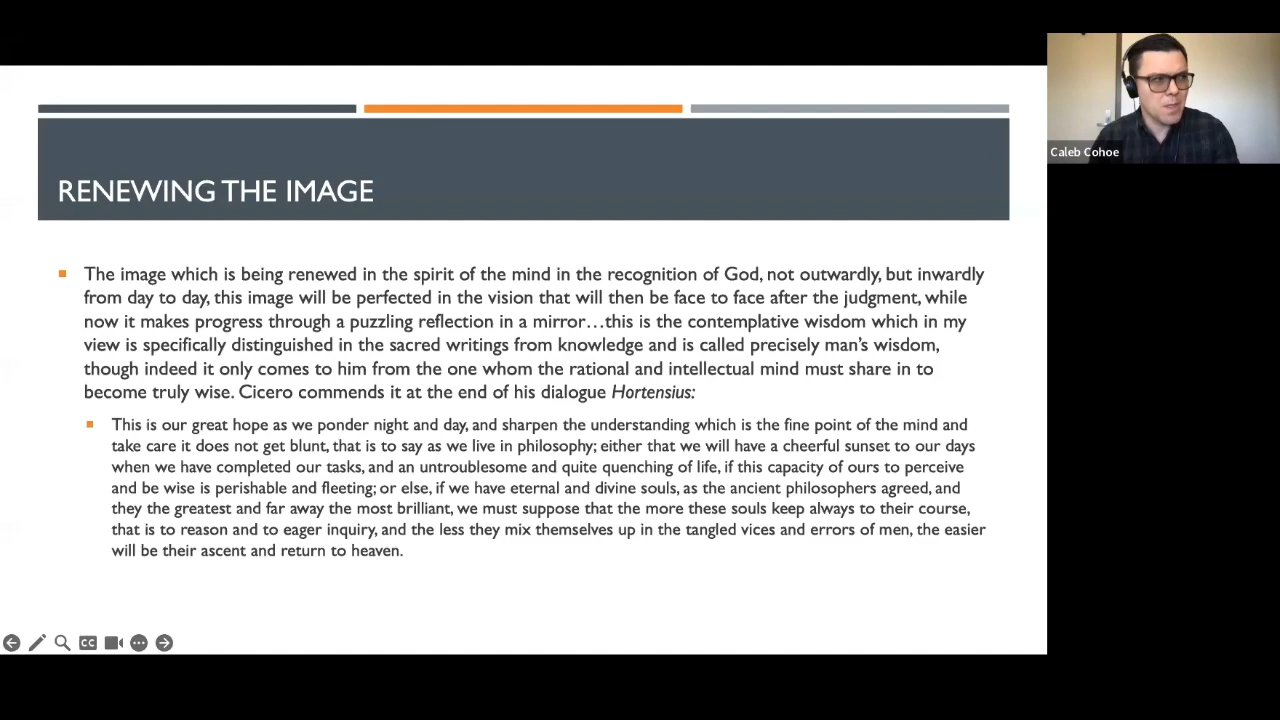 Caleb Cohoe
RENEWING THE IMAGE
The image which is being renewed in the spirit of the mind in the recognition of God, not outwardly, but inwardly
from day to day, this image will be perfected in the vision that will then be face to face after the judgment, while
now it makes progress through a puzzling reflection in a mirror…this is the contemplative wisdom which in my
view is specifically distinguished in the sacred writings from knowledge and is called precisely man's wisdom,
though indeed it only comes to him from the one whom the rational and intellectual mind must share in to
become truly wise. Cicero commends it at the end of his dialogue Hortensius:
This is our great hope as we ponder night and day, and sharpen the understanding which is the fine point of the mind and
take care it does not get blunt, that is to say as we live in philosophy; either that we will have a cheerful sunset to our days
when we have completed our tasks, and an untroublesome and quite quenching of life, if this capacity of ours to perceive
and be wise is perishable and fleeting; or else, if we have eternal and divine souls, as the ancient philosophers agreed, and
they the greatest and far away the most brilliant, we must suppose that the more these souls keep always to their course,
that is to reason and to eager inquiry, and the less they mix themselves up in the tangled vices and errors of men, the easier
will be their ascent and return to heaven.
CC